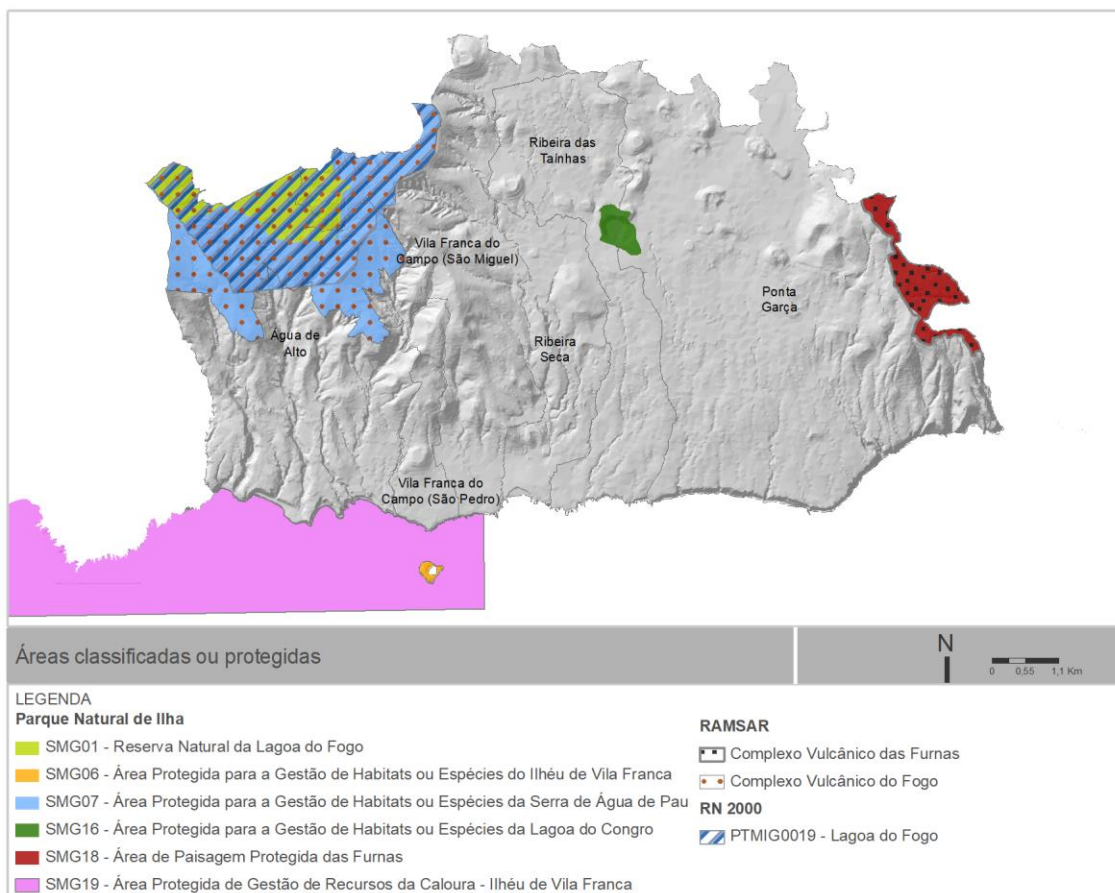 Ribeira das
Taínhas
Vila Franca do
Campo (São Miguel)
Ponta
Garça
Água de
Alto
Ribeira
Seca
Vila Franca do
Campo (São Pedro)
Áreas classificadas ou protegidas
N
0 0,55 1,1 Km
LEGENDA
Parque Natural de Ilha
SMG01 - Reserva Natural da Lagoa do Fogo
SMG06 - Área Protegida para a Gestão de Habitats ou Espécies do Ilhéu de Vila Franca
SMG07 - Área Protegida para a Gestão de Habitats ou Espécies da Serra de Água de Pau
SMG16 - Área Protegida para a Gestão de Habitats ou Espécies da Lagoa do Congro
SMG18 - Área de Paisagem Protegida das Furnas
SMG19 - Área Protegida de Gestão de Recursos da Caloura - Ilhéu de Vila Franca
RAMSAR
Complexo Vulcânico das Furnas
Complexo Vulcânico do Fogo
RN 2000
PTMIG0019 - Lagoa do Fogo